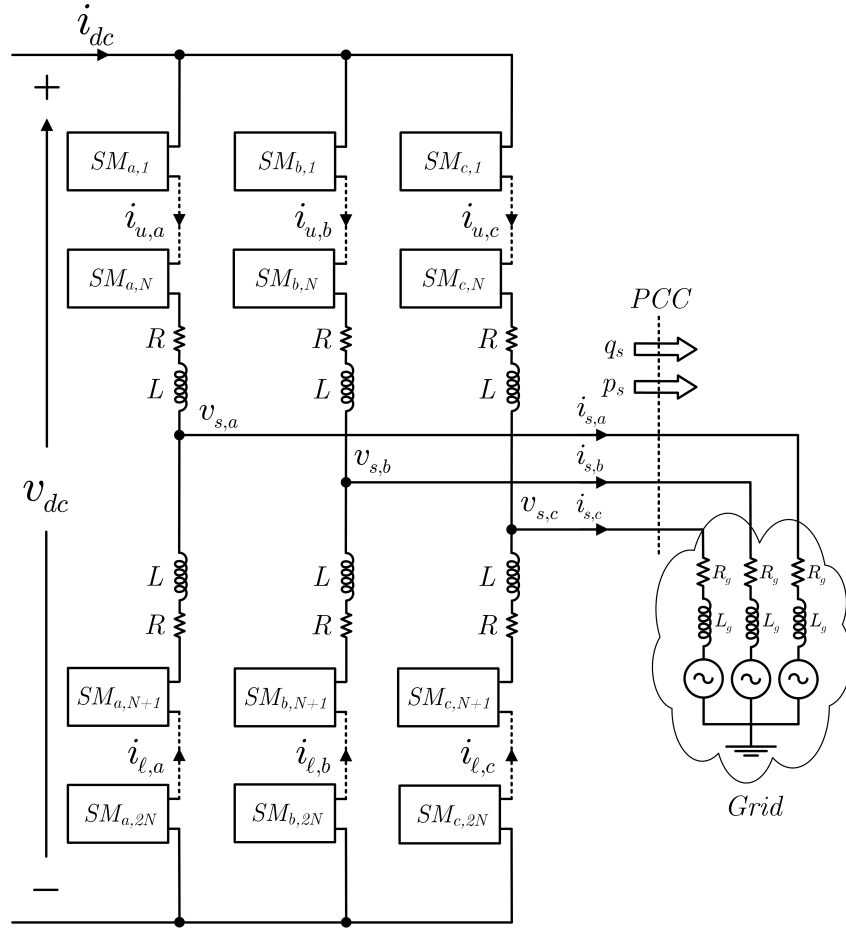 i_dc
+
SM_a,1 SM_b,1 SM_c,1
i_u,a i_u,b i_u,c
SM_a,N SM_b,N SM_c,N
PCC
R R R
q_s
L L L
p_s
v_s,a i_s,a
v_s,b i_s,b
v_dc
v_s,c i_s,c
L L L
R_g R_g R_g
R R R
L_g L_g L_g
SM_a,N+1 SM_b,N+1 SM_c,N+1
i_ℓ,a i_ℓ,b i_ℓ,c
SM_a,2N SM_b,2N SM_c,2N
Grid
−